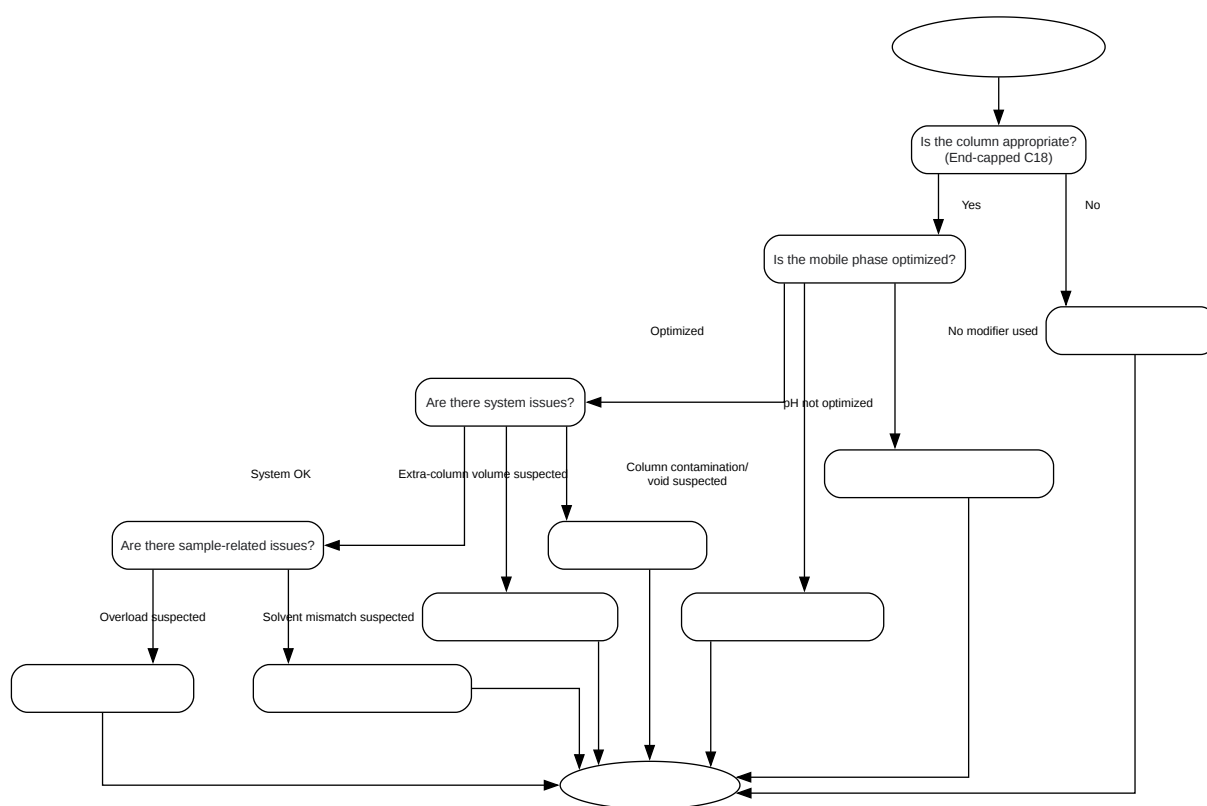 Is the column appropriate?
(End-capped C18)
Yes
No
Is the mobile phase optimized?
Optimized
No modifier used
Are there system issues?
pH not optimized
System OK
Extra-column volume suspected
Column contamination/
void suspected
Are there sample-related issues?
Overload suspected
Solvent mismatch suspected